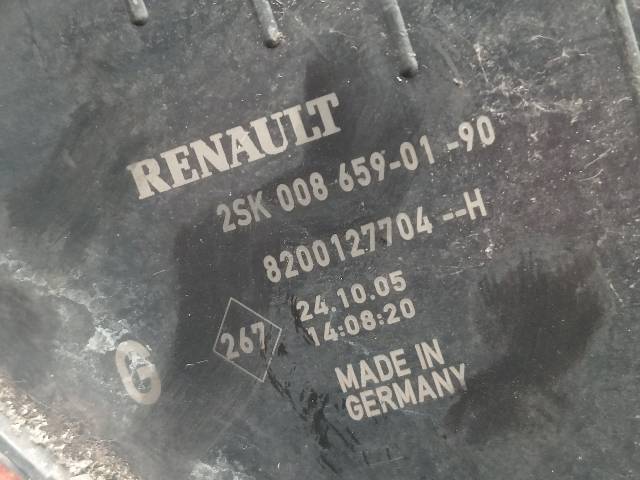 RENAULT
2SK 008 659-01 -90
8200127704 --H
24.10.05
14:08:20
267
G
MADE IN
GERMANY